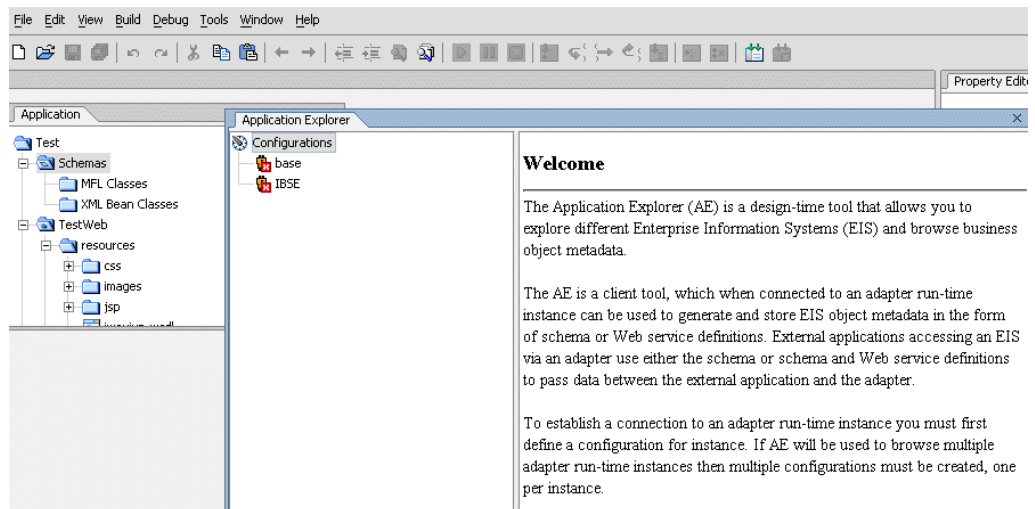 File Edit View Build Debug Tools Window Help
Property Edit
Application
Test
Schemas
MFL Classes
XML Bean Classes
TestWeb
resources
css
images
jsp
Application Explorer
Configurations
base
IBSE
Welcome
The Application Explorer (AE) is a design-time tool that allows you to
explore different Enterprise Information Systems (EIS) and browse business
object metadata.
The AE is a client tool, which when connected to an adapter run-time
instance can be used to generate and store EIS object metadata in the form
of schema or Web service definitions. External applications accessing an EIS
via an adapter use either the schema or schema and Web service definitions
to pass data between the external application and the adapter.
To establish a connection to an adapter run-time instance you must first
define a configuration for instance. If AE will be used to browse multiple
adapter run-time instances then multiple configurations must be created, one
per instance.